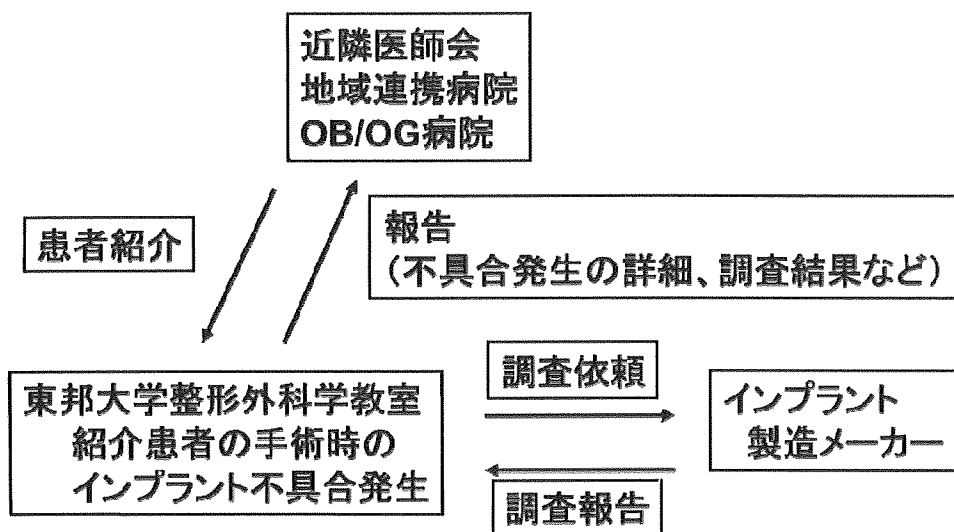 近隣医師会
地域連携病院
OB/OG病院
患者紹介
報告
（不具合発生の詳細、調査結果など）
東邦大学整形外科学教室
紹介患者の手術時の
インプラント不具合発生
調査依頼
インプラント
製造メーカー
調査報告